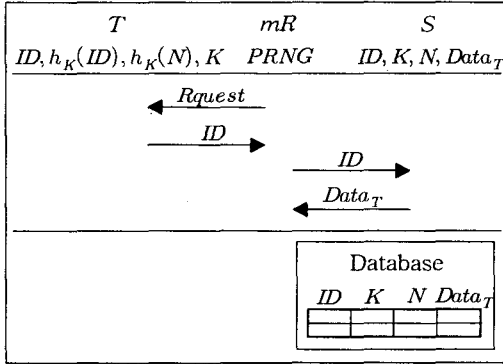 T mR S
ID, h_K(ID), h_K(N), K PRNG ID, K, N, Data_T
Rquest
ID
ID
Data_T
Database
ID K N Data_T